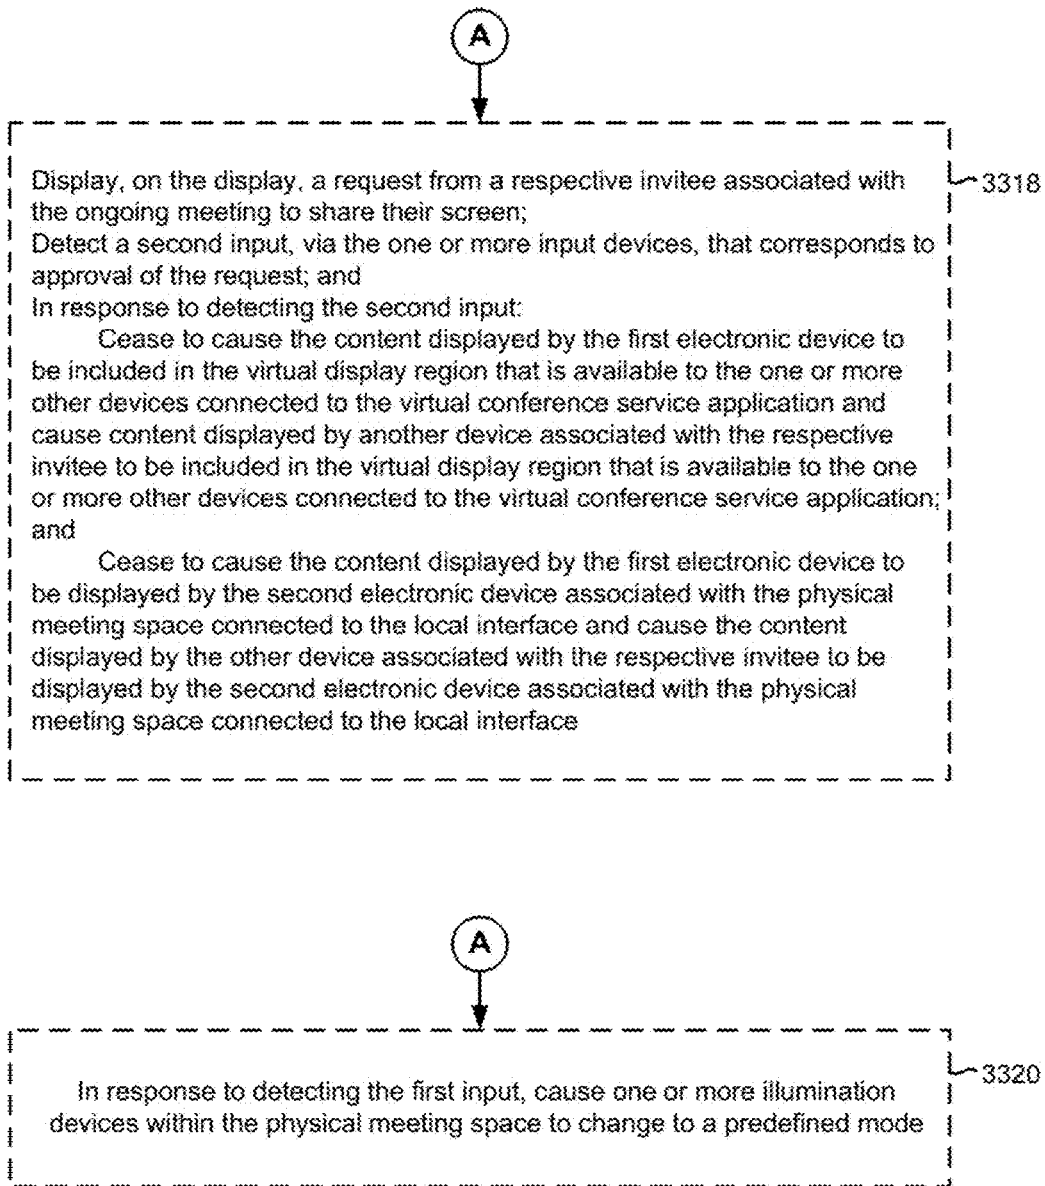 A
Display, on the display, a request from a respective invitee associated with
the ongoing meeting to share their screen;
Detect a second input, via the one or more input devices, that corresponds to
approval of the request; and
In response to detecting the second input:
Cease to cause the content displayed by the first electronic device to
be included in the virtual display region that is available to the one or more
other devices connected to the virtual conference service application and
cause content displayed by another device associated with the respective
invitee to be included in the virtual display region that is available to the one
or more other devices connected to the virtual conference service application;
and
Cease to cause the content displayed by the first electronic device to
be displayed by the second electronic device associated with the physical
meeting space connected to the local interface and cause the content
displayed by the other device associated with the respective invitee to be
displayed by the second electronic device associated with the physical
meeting space connected to the local interface
3318
A
In response to detecting the first input, cause one or more illumination
devices within the physical meeting space to change to a predefined mode
3320